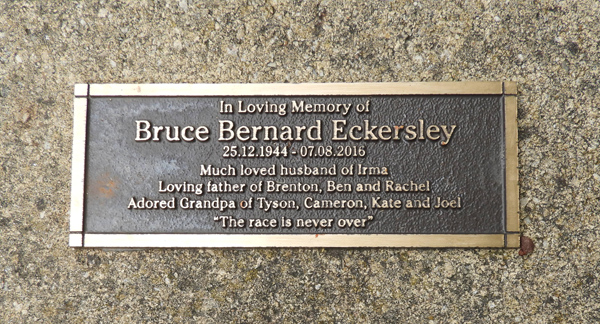 In Loving Memory of
Bruce Bernard Eckersley
25.12.1944 - 07.08.2016
Much loved husband of Irma
Loving father of Brenton, Ben and Rachel
Adored Grandpa of Tyson, Cameron, Kate and Joel
"The race is never over"